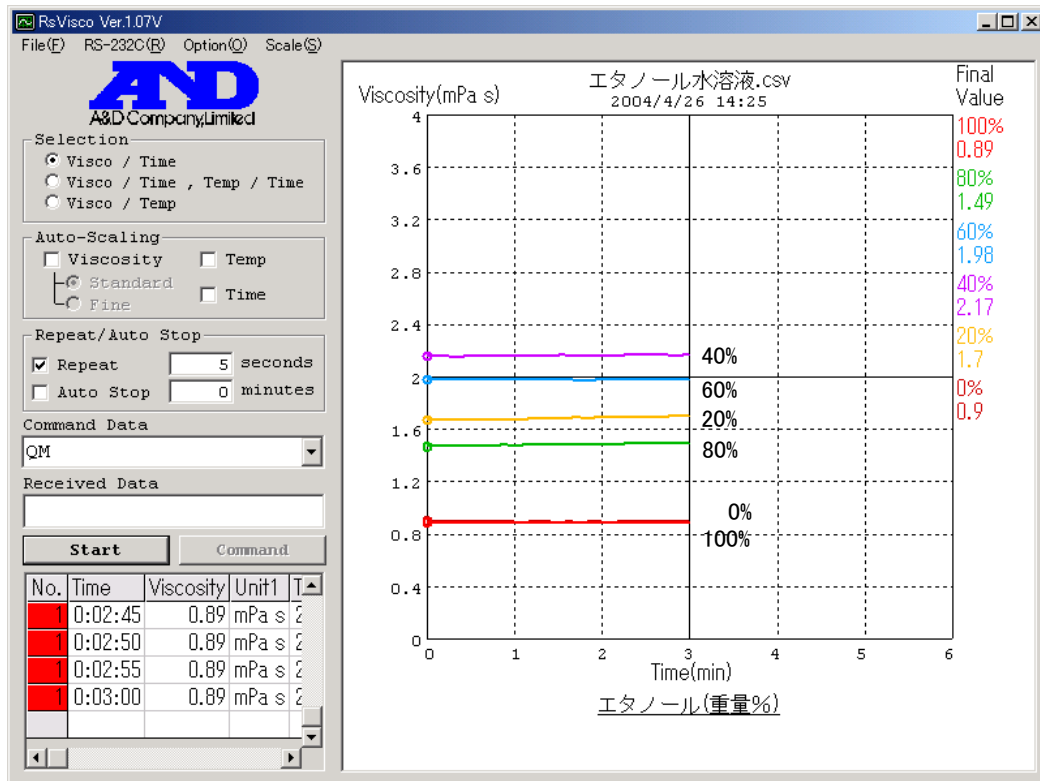 RsVisco Ver.1.07V
File(F) RS-232C(R) Option(O) Scale(S)
AND
A&D Company,Limited
Selection
Visco / Time
Visco / Time , Temp / Time
Visco / Temp
Auto-Scaling
Viscosity Temp
Standard
Time
Fine
Repeat/Auto Stop
Repeat 5 seconds
Auto Stop 0 minutes
Command Data
QM
Received Data
Start Command
No. Time Viscosity Unit1 T
1 0:02:45 0.89 mPa s 2
1 0:02:50 0.89 mPa s 2
1 0:02:55 0.89 mPa s 2
1 0:03:00 0.89 mPa s 2
Viscosity(mPa s)
エタノール水溶液.csv
2004/4/26 14:25
4
3.6
3.2
2.8
2.4
2
1.6
1.2
0.8
0.4
0
40%
60%
20%
80%
0%
100%
0 1 2 3 4 5 6
Time(min)
エタノール(重量%)
Final
Value
100%
0.89
80%
1.49
60%
1.98
40%
2.17
20%
1.7
0%
0.9